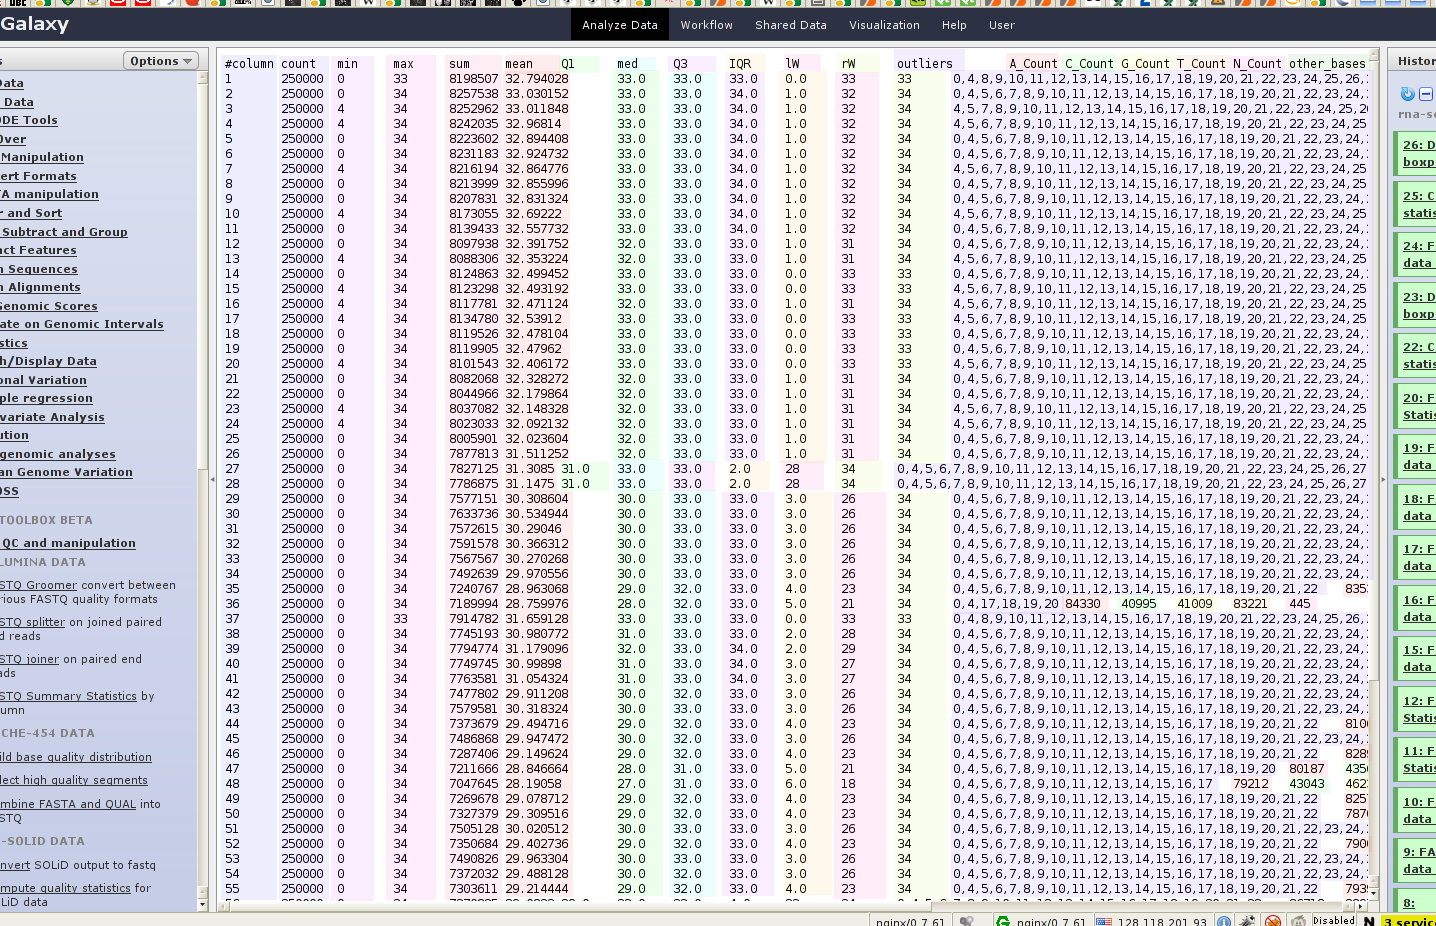 Galaxy
Analyze Data Workflow Shared Data Visualization Help User
Options
Data
DE Tools
Over
Manipulation
ert Formats
A manipulation
r and Sort
Subtract and Group
ct Features
Sequences
Alignments
Genomic Scores
ate on Genomic Intervals
stics
h/Display Data
onal Variation
ple regression
variate Analysis
ution
genomic analyses
an Genome Variation
OSS
TOOLBOX BETA
QC and manipulation
LUMINA DATA
STQ Groomer convert between
rious FASTQ quality formats
STQ splitter on joined paired
d reads
STQ joiner on paired end
ads
STQ Summary Statistics by
lumn
CHE-454 DATA
ild base quality distribution
lect high quality segments
mbine FASTA and QUAL into
STQ
-SOLID DATA
nvert SOLiD output to fastq
mpute quality statistics for
LiD data
#column count min max sum mean Q1 med Q3 IQR lW rW outliers A_Count C_Count G_Count T_Count N_Count other_bases
1 250000 0 33 8198507 32.794028 33.0 33.0 33.0 0.0 33 33 0,4,8,9,10,11,12,13,14,15,16,17,18,19,20,21,22,23,24,25,26,
2 250000 0 34 8257538 33.030152 33.0 33.0 34.0 1.0 32 34 0,4,5,6,7,8,9,10,11,12,13,14,15,16,17,18,19,20,21,22,23,24,
3 250000 4 34 8252962 33.011848 33.0 33.0 34.0 1.0 32 34 4,5,6,7,8,9,10,11,12,13,14,15,16,17,18,19,20,21,22,23,24,25,2
4 250000 4 34 8242035 32.96814 33.0 33.0 34.0 1.0 32 34 4,5,6,7,8,9,10,11,12,13,14,15,16,17,18,19,20,21,22,23,24,25
5 250000 0 34 8223602 32.894408 33.0 33.0 34.0 1.0 32 34 0,4,5,6,7,8,9,10,11,12,13,14,15,16,17,18,19,20,21,22,23,24,
6 250000 0 34 8231183 32.924732 33.0 33.0 34.0 1.0 32 34 0,4,5,6,7,8,9,10,11,12,13,14,15,16,17,18,19,20,21,22,23,24,
7 250000 4 34 8216194 32.864776 33.0 33.0 34.0 1.0 32 34 4,5,6,7,8,9,10,11,12,13,14,15,16,17,18,19,20,21,22,23,24,25
8 250000 0 34 8213999 32.855996 33.0 33.0 34.0 1.0 32 34 0,4,5,6,7,8,9,10,11,12,13,14,15,16,17,18,19,20,21,22,23,24,
9 250000 0 34 8207831 32.831324 33.0 33.0 34.0 1.0 32 34 0,4,5,6,7,8,9,10,11,12,13,14,15,16,17,18,19,20,21,22,23,24,
10 250000 4 34 8173055 32.69222 33.0 33.0 34.0 1.0 32 34 4,5,6,7,8,9,10,11,12,13,14,15,16,17,18,19,20,21,22,23,24,25
11 250000 0 34 8139433 32.557732 33.0 33.0 34.0 1.0 32 34 0,4,5,6,7,8,9,10,11,12,13,14,15,16,17,18,19,20,21,22,23,24,
12 250000 4 34 8097938 32.391752 32.0 33.0 33.0 1.0 31 34 4,5,6,7,8,9,10,11,12,13,14,15,16,17,18,19,20,21,22,23,24,25
13 250000 4 34 8088306 32.353224 32.0 33.0 33.0 1.0 31 34 4,5,6,7,8,9,10,11,12,13,14,15,16,17,18,19,20,21,22,23,24,25
14 250000 0 34 8124863 32.499452 33.0 33.0 33.0 0.0 33 33 0,4,5,6,7,8,9,10,11,12,13,14,15,16,17,18,19,20,21,22,23,24,
15 250000 4 34 8123298 32.493192 33.0 33.0 33.0 0.0 33 33 4,5,6,7,8,9,10,11,12,13,14,15,16,17,18,19,20,21,22,23,24,25
16 250000 4 34 8117781 32.471124 32.0 33.0 33.0 1.0 31 34 4,5,6,7,8,9,10,11,12,13,14,15,16,17,18,19,20,21,22,23,24,25
17 250000 4 34 8134780 32.53912 33.0 33.0 33.0 0.0 33 33 4,5,6,7,8,9,10,11,12,13,14,15,16,17,18,19,20,21,22,23,24,25
18 250000 0 34 8119526 32.478104 33.0 33.0 33.0 0.0 33 33 0,4,5,6,7,8,9,10,11,12,13,14,15,16,17,18,19,20,21,22,23,24,
19 250000 0 34 8119905 32.47962 33.0 33.0 33.0 0.0 33 33 0,4,5,6,7,8,9,10,11,12,13,14,15,16,17,18,19,20,21,22,23,24,
20 250000 4 34 8101543 32.406172 33.0 33.0 33.0 0.0 33 33 4,5,6,7,8,9,10,11,12,13,14,15,16,17,18,19,20,21,22,23,24,25
21 250000 0 34 8082068 32.328272 32.0 33.0 33.0 1.0 31 34 0,4,5,6,7,8,9,10,11,12,13,14,15,16,17,18,19,20,21,22,23,24,
22 250000 0 34 8044966 32.179864 32.0 33.0 33.0 1.0 31 34 0,4,5,6,7,8,9,10,11,12,13,14,15,16,17,18,19,20,21,22,23,24,
23 250000 4 34 8037082 32.148328 32.0 33.0 33.0 1.0 31 34 4,5,6,7,8,9,10,11,12,13,14,15,16,17,18,19,20,21,22,23,24,25
24 250000 4 34 8023033 32.092132 32.0 33.0 33.0 1.0 31 34 4,5,6,7,8,9,10,11,12,13,14,15,16,17,18,19,20,21,22,23,24,25
25 250000 0 34 8005901 32.023604 32.0 33.0 33.0 1.0 31 34 0,4,5,6,7,8,9,10,11,12,13,14,15,16,17,18,19,20,21,22,23,24,
26 250000 0 34 7877813 31.511252 32.0 33.0 33.0 1.0 31 34 0,4,5,6,7,8,9,10,11,12,13,14,15,16,17,18,19,20,21,22,23,24,
27 250000 0 34 7827125 31.3085 31.0 33.0 33.0 2.0 28 34 0,4,5,6,7,8,9,10,11,12,13,14,15,16,17,18,19,20,21,22,23,24,25,26,27
28 250000 0 34 7786875 31.1475 31.0 33.0 33.0 2.0 28 34 0,4,5,6,7,8,9,10,11,12,13,14,15,16,17,18,19,20,21,22,23,24,25,26,27
29 250000 0 34 7577151 30.308604 30.0 33.0 33.0 3.0 26 34 0,4,5,6,7,8,9,10,11,12,13,14,15,16,17,18,19,20,21,22,23,24,
30 250000 0 34 7633736 30.534944 30.0 33.0 33.0 3.0 26 34 0,4,5,6,7,8,9,10,11,12,13,14,15,16,17,18,19,20,21,22,23,24,
31 250000 0 34 7572615 30.29046 30.0 33.0 33.0 3.0 26 34 0,4,5,6,7,8,9,10,11,12,13,14,15,16,17,18,19,20,21,22,23,24,
32 250000 0 34 7591578 30.366312 30.0 33.0 33.0 3.0 26 34 0,4,5,6,7,8,9,10,11,12,13,14,15,16,17,18,19,20,21,22,23,24,
33 250000 0 34 7567567 30.270268 30.0 33.0 33.0 3.0 26 34 0,4,5,6,7,8,9,10,11,12,13,14,15,16,17,18,19,20,21,22,23,24,
34 250000 0 34 7492639 29.970556 30.0 33.0 33.0 3.0 26 34 0,4,5,6,7,8,9,10,11,12,13,14,15,16,17,18,19,20,21,22,23,24,
35 250000 0 34 7240767 28.963068 29.0 32.0 33.0 4.0 23 34 0,4,5,6,7,8,9,10,11,12,13,14,15,16,17,18,19,20,21,22 835
36 250000 0 34 7189994 28.759976 28.0 32.0 33.0 5.0 21 34 0,4,17,18,19,20 84330 40995 41009 83221 445
37 250000 0 33 7914782 31.659128 33.0 33.0 33.0 0.0 33 33 0,4,8,9,10,11,12,13,14,15,16,17,18,19,20,21,22,23,24,25,26,
38 250000 0 34 7745193 30.980772 31.0 33.0 33.0 2.0 28 34 0,4,5,6,7,8,9,10,11,12,13,14,15,16,17,18,19,20,21,22,23,24,
39 250000 0 34 7794774 31.179096 32.0 33.0 34.0 2.0 29 34 0,4,5,6,7,8,9,10,11,12,13,14,15,16,17,18,19,20,21,22,23,24,
40 250000 0 34 7749745 30.99898 31.0 33.0 34.0 3.0 27 34 0,4,5,6,7,8,9,10,11,12,13,14,15,16,17,18,19,20,21,22,23,24,
41 250000 0 34 7763581 31.054324 31.0 33.0 34.0 3.0 27 34 0,4,5,6,7,8,9,10,11,12,13,14,15,16,17,18,19,20,21,22,23,24,
42 250000 0 34 7477802 29.911208 30.0 32.0 33.0 3.0 26 34 0,4,5,6,7,8,9,10,11,12,13,14,15,16,17,18,19,20,21,22,23,24,
43 250000 0 34 7579581 30.318324 30.0 33.0 33.0 3.0 26 34 0,4,5,6,7,8,9,10,11,12,13,14,15,16,17,18,19,20,21,22,23,24,
44 250000 0 34 7373679 29.494716 29.0 32.0 33.0 4.0 23 34 0,4,5,6,7,8,9,10,11,12,13,14,15,16,17,18,19,20,21,22 810
45 250000 0 34 7486868 29.947472 30.0 32.0 33.0 3.0 26 34 0,4,5,6,7,8,9,10,11,12,13,14,15,16,17,18,19,20,21,22,23,24,
46 250000 0 34 7287406 29.149624 29.0 32.0 33.0 4.0 23 34 0,4,5,6,7,8,9,10,11,12,13,14,15,16,17,18,19,20,21,22 828
47 250000 0 34 7211666 28.846664 28.0 31.0 33.0 5.0 21 34 0,4,5,6,7,8,9,10,11,12,13,14,15,16,17,18,19,20 80187 435
48 250000 0 34 7047645 28.19058 27.0 31.0 33.0 6.0 18 34 0,4,5,6,7,8,9,10,11,12,13,14,15,16,17 79212 43043 462
49 250000 0 34 7269678 29.078712 29.0 32.0 33.0 4.0 23 34 0,4,5,6,7,8,9,10,11,12,13,14,15,16,17,18,19,20,21,22 825
50 250000 0 34 7327379 29.309516 29.0 32.0 33.0 4.0 23 34 0,4,5,6,7,8,9,10,11,12,13,14,15,16,17,18,19,20,21,22 787
51 250000 0 34 7505128 30.020512 30.0 32.0 33.0 3.0 26 34 0,4,5,6,7,8,9,10,11,12,13,14,15,16,17,18,19,20,21,22,23,24,
52 250000 0 34 7350684 29.402736 29.0 32.0 33.0 4.0 23 34 0,4,5,6,7,8,9,10,11,12,13,14,15,16,17,18,19,20,21,22 790
53 250000 0 34 7490826 29.963304 30.0 32.0 33.0 3.0 26 34 0,4,5,6,7,8,9,10,11,12,13,14,15,16,17,18,19,20,21,22,23,24,
54 250000 0 34 7372032 29.488128 30.0 32.0 33.0 3.0 26 34 0,4,5,6,7,8,9,10,11,12,13,14,15,16,17,18,19,20,21,22,23,24,
55 250000 0 34 7303611 29.214444 29.0 32.0 33.0 4.0 23 34 0,4,5,6,7,8,9,10,11,12,13,14,15,16,17,18,19,20,21,22 793
Histor
rna-s
26: D
boxp
25: C
statis
24: F
data
23: D
boxp
22: C
statis
20: F
Statis
19: F
data
18: F
data
17: F
data
16: F
data
15: F
data
12: F
Statis
11: F
Statis
10: F
data
9: FA
data
8:
nginx/0.7.61 nginx/0.7.61 128.118.201.93 Disabled N 3 servic